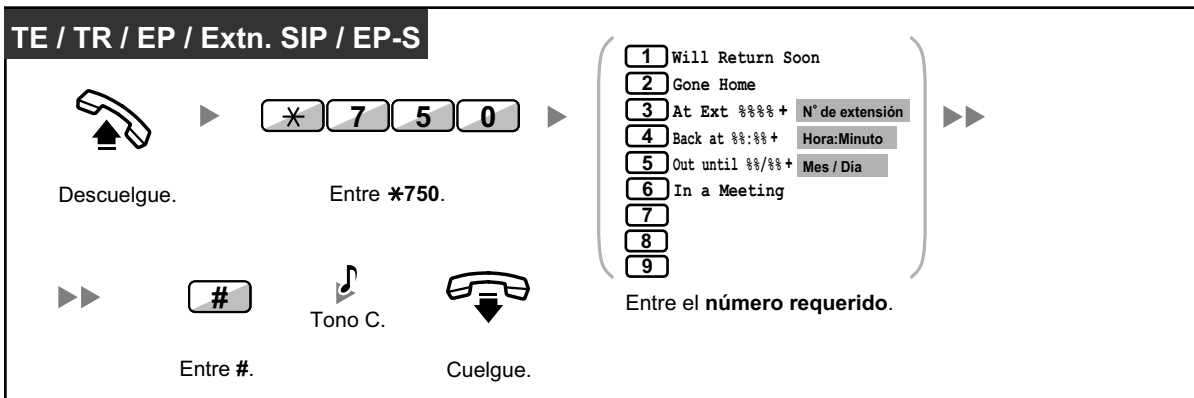 TE / TR / EP / Extn. SIP / EP-S
1 Will Return Soon
2 Gone Home
3 At Ext %%%% + N° de extensión
4 Back at %%:%% + Hora:Minuto
5 Out until %%/%% + Mes / Día
6 In a Meeting
7
8
9
* 7 5 0
Descuelgue.
Entre *750.
Entre el número requerido.
#
Tono C.
Entre #.
Cuelgue.